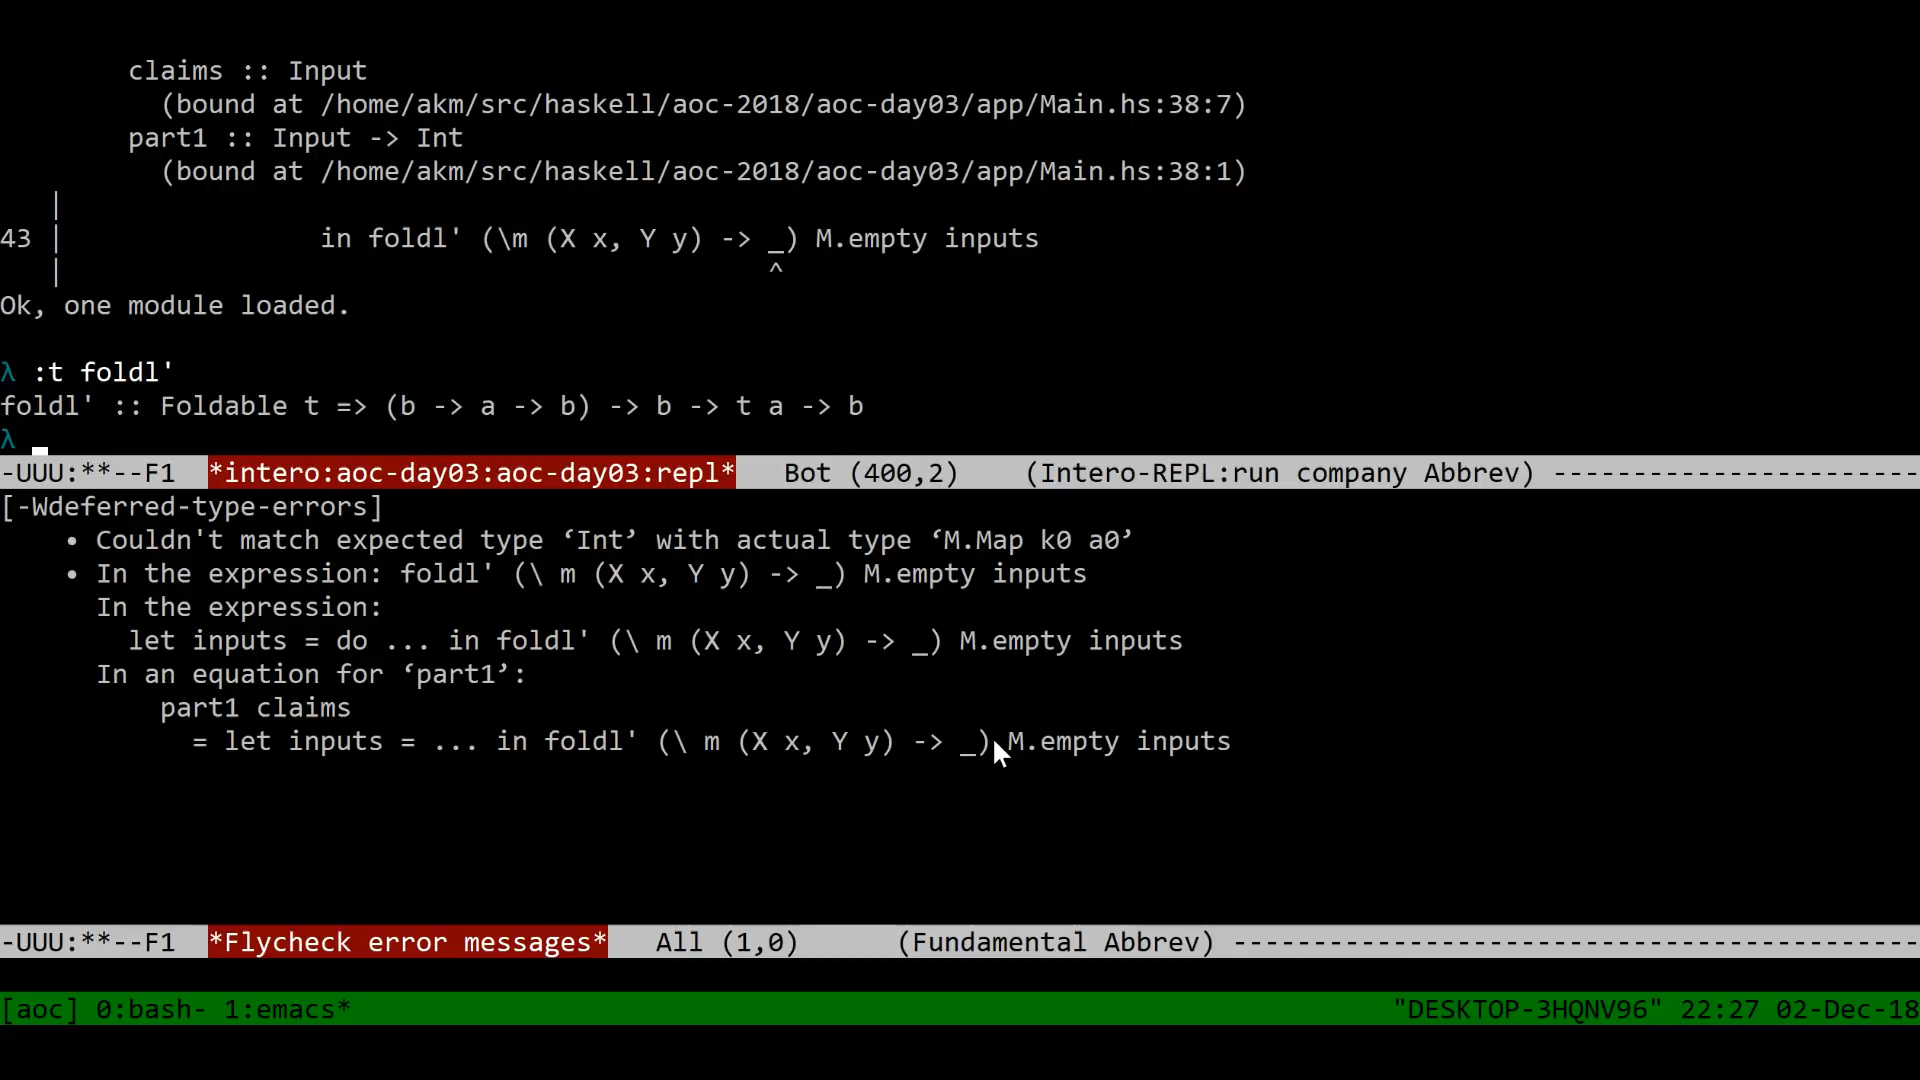 claims :: Input
(bound at /home/akm/src/haskell/aoc-2018/aoc-day03/app/Main.hs:38:7)
part1 :: Input -> Int
(bound at /home/akm/src/haskell/aoc-2018/aoc-day03/app/Main.hs:38:1)
|
43 |                in foldl' (\m (X x, Y y) -> _) M.empty inputs
|                                            ^
Ok, one module loaded.
λ :t foldl'
foldl' :: Foldable t => (b -> a -> b) -> b -> t a -> b
λ
-UUU:**--F1  *intero:aoc-day03:aoc-day03:repl*   Bot (400,2)    (Intero-REPL:run company Abbrev) -----------------------
[-Wdeferred-type-errors]
• Couldn't match expected type ‘Int’ with actual type ‘M.Map k0 a0’
• In the expression: foldl' (\ m (X x, Y y) -> _) M.empty inputs
In the expression:
let inputs = do ... in foldl' (\ m (X x, Y y) -> _) M.empty inputs
In an equation for ‘part1’:
part1 claims
= let inputs = ... in foldl' (\ m (X x, Y y) -> _) M.empty inputs
-UUU:**--F1  *Flycheck error messages*   All (1,0)      (Fundamental Abbrev) -------------------------------------------
[aoc] 0:bash- 1:emacs*                                                                 "DESKTOP-3HQNV96" 22:27 02-Dec-18